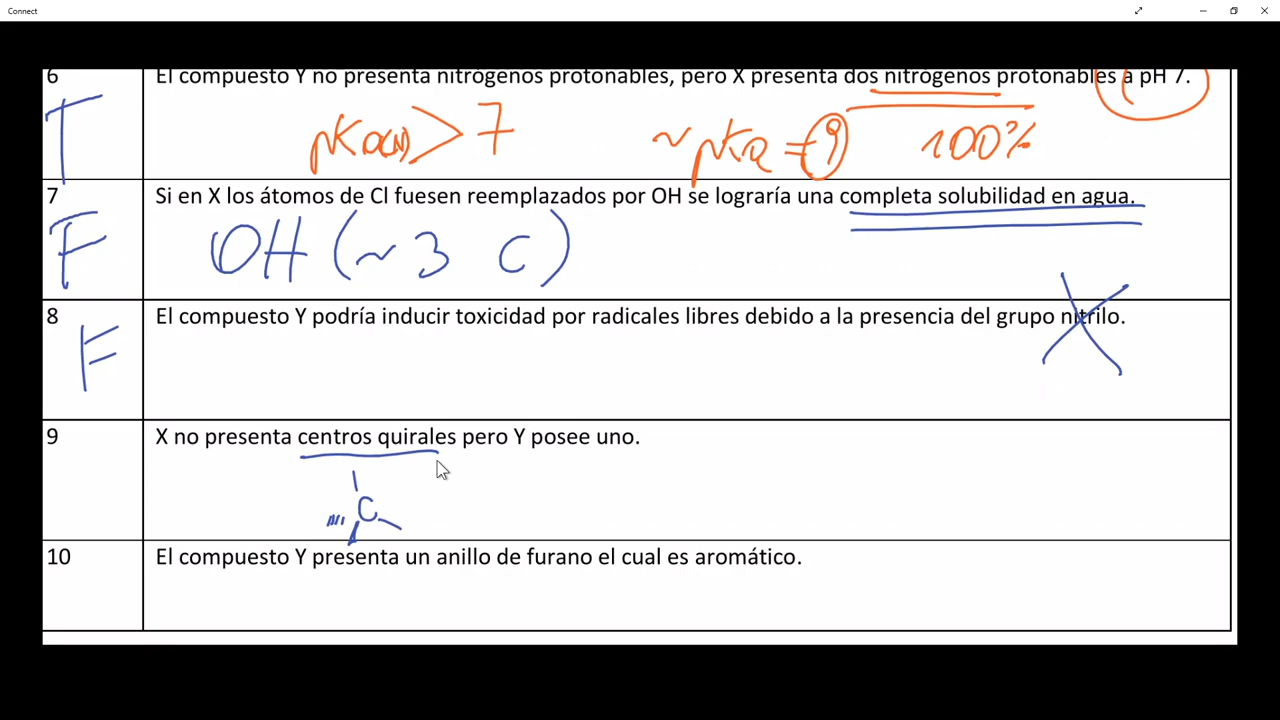 Connect
6 El compuesto Y no presenta nitrógenos protonables, pero X presenta dos nitrógenos protonables a pH 7.
T pKa(N) > 7 ~ pKa = 9 100%
7 Si en X los átomos de Cl fuesen reemplazados por OH se lograría una completa solubilidad en agua.
F OH (~ 3 C)
8 El compuesto Y podría inducir toxicidad por radicales libres debido a la presencia del grupo nitrilo.
F X
9 X no presenta centros quirales pero Y posee uno.
C
10 El compuesto Y presenta un anillo de furano el cual es aromático.